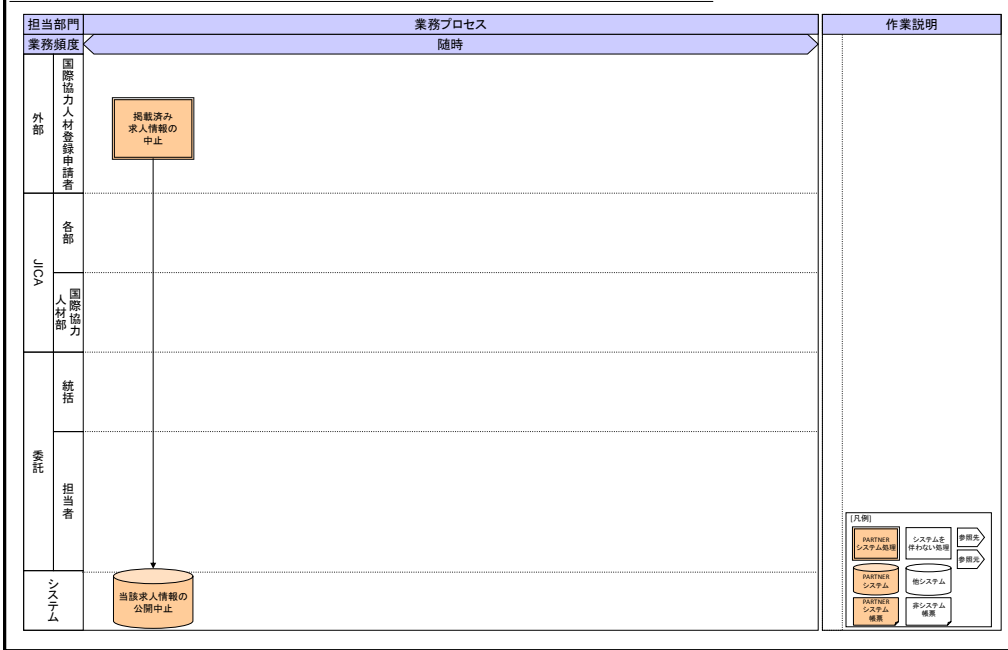 担当部門
業務プロセス
作業説明
業務頻度
随時
外部
国際協力人材登録申請者
掲載済み
求人情報の
中止
JICA
各部
国際協力
人材部
委託
統括
担当者
システム
当該求人情報の
公開中止
[凡例]
PARTNER
システム処理
システムを
伴わない処理
参照先
参照元
PARTNER
システム
他システム
PARTNER
システム
帳票
非システム
帳票